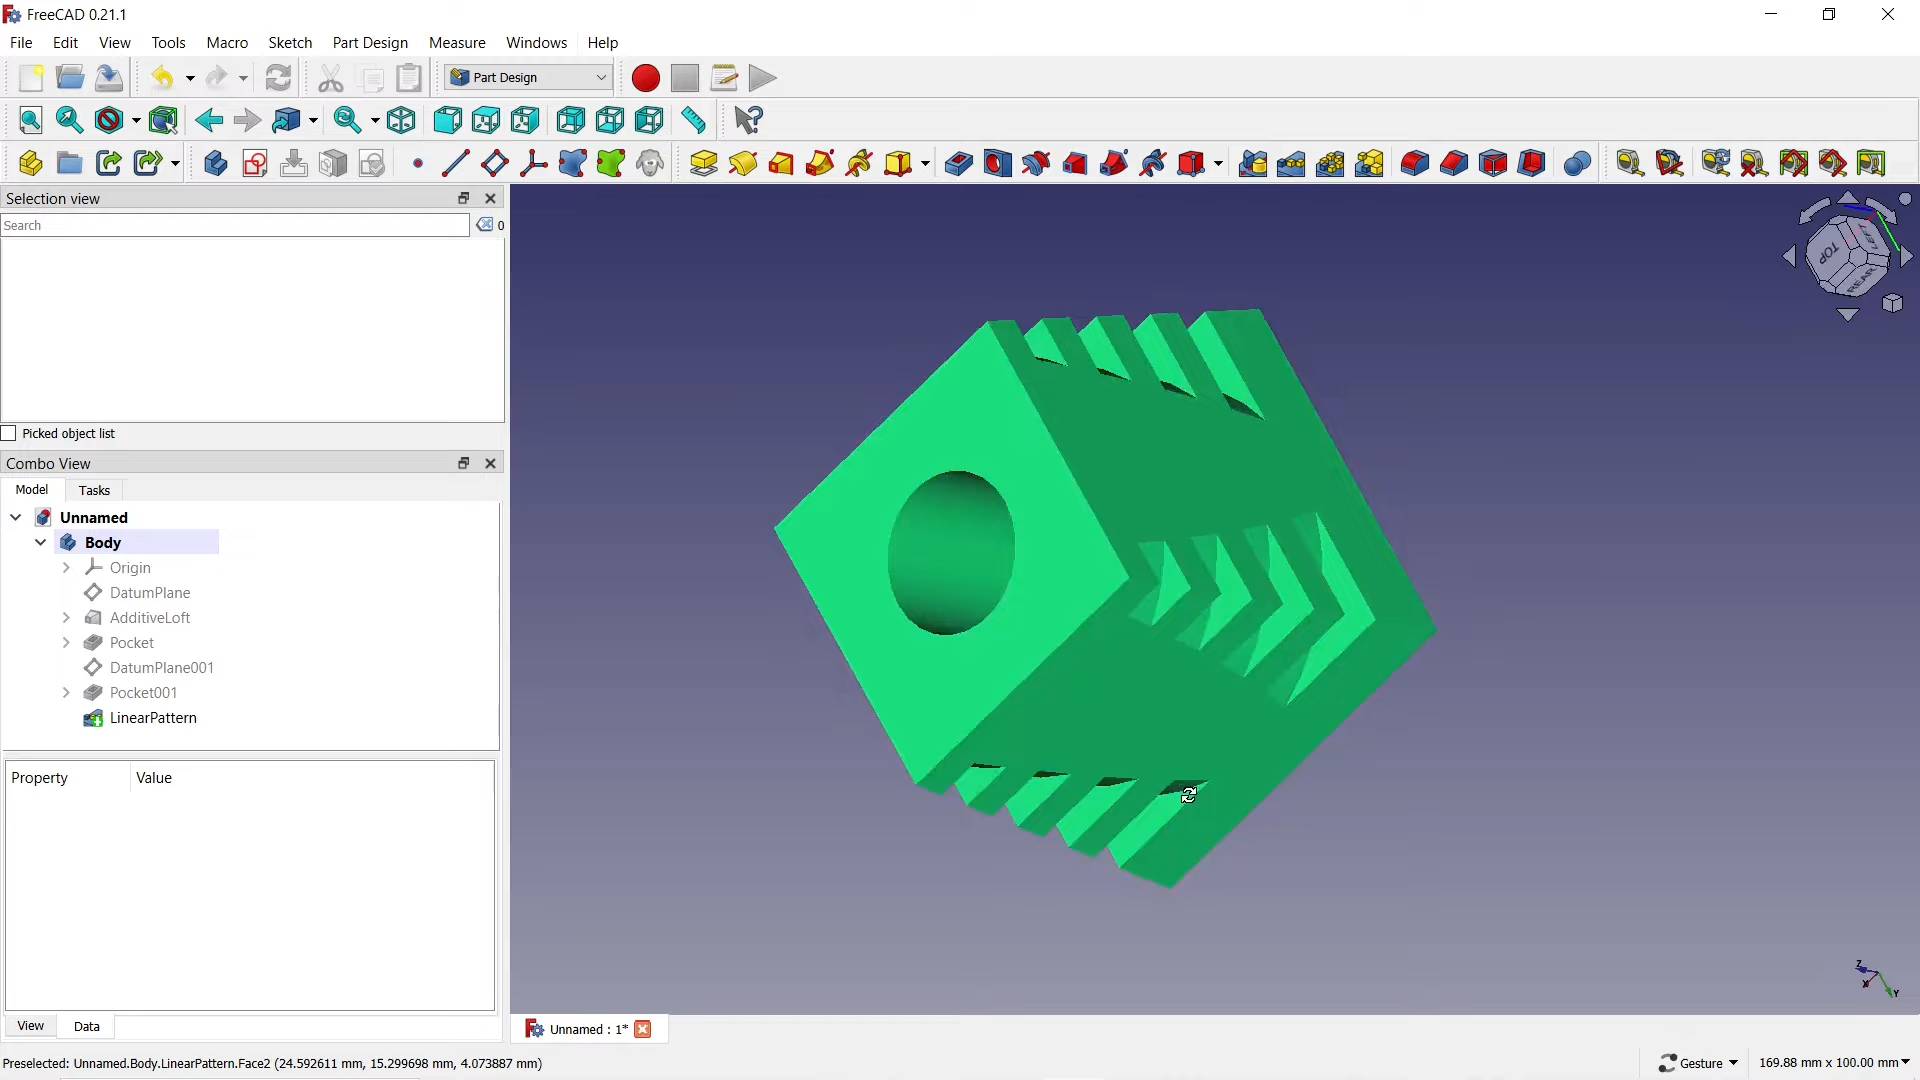 FreeCAD 0.21.1
File Edit View Tools Macro Sketch Part Design Measure Windows Help
Part Design
Selection view
Search
0
Picked object list
Combo View
Model Tasks
Unnamed
Body
Origin
DatumPlane
AdditiveLoft
Pocket
DatumPlane001
Pocket001
LinearPattern
Property Value
View Data
TOP
LEFT
REAR
Z
X
Y
Unnamed : 1*
Preselected: Unnamed.Body.LinearPattern.Face2 (24.592611 mm, 15.299698 mm, 4.073887 mm)
Gesture
169.88 mm x 100.00 mm